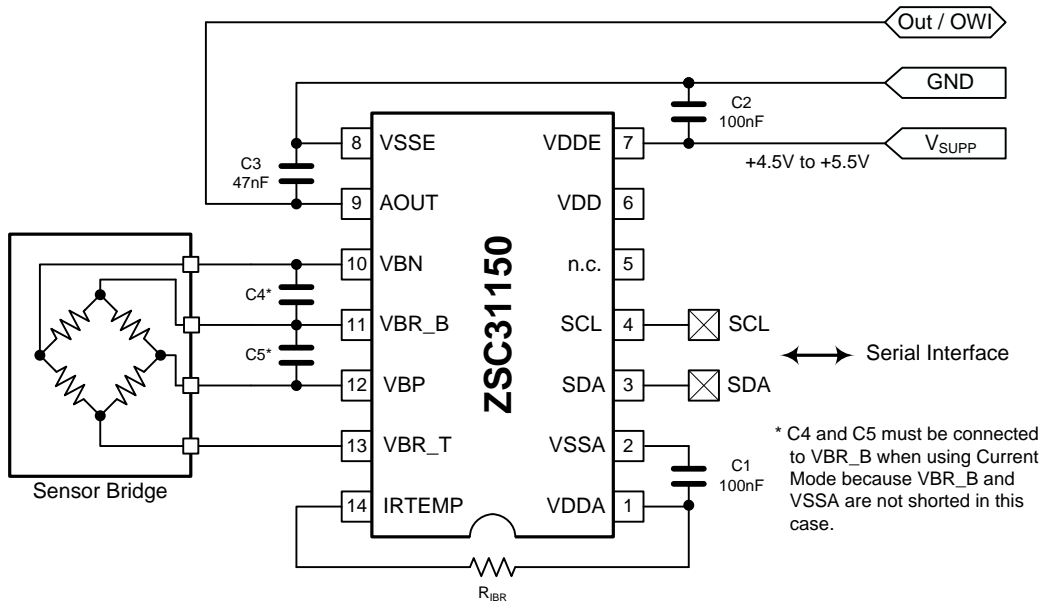 Out / OWI
GND
C2
100nF
8
VSSE
VDDE
7
V_SUPP
+4.5V to +5.5V
C3
47nF
9
AOUT
VDD
6
ZSC31150
10
VBN
n.c.
5
C4*
11
VBR_B
SCL
4
SCL
C5*
Serial Interface
12
VBP
SDA
3
SDA
13
VBR_T
VSSA
2
C1
100nF
14
IRTEMP
VDDA
1
Sensor Bridge
* C4 and C5 must be connected
to VBR_B when using Current
Mode because VBR_B and
VSSA are not shorted in this
case.
R_IBR